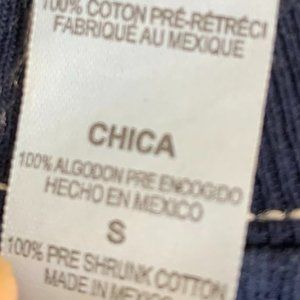 100% COTON PRÉ-RÉTRÉCI
FABRIQUÉ AU MEXIQUE
CHICA
100% ALGODON PRE ENCOGIDO
HECHO EN MEXICO
S
100% PRE SHRUNK COTTON
MADE IN MEXICO